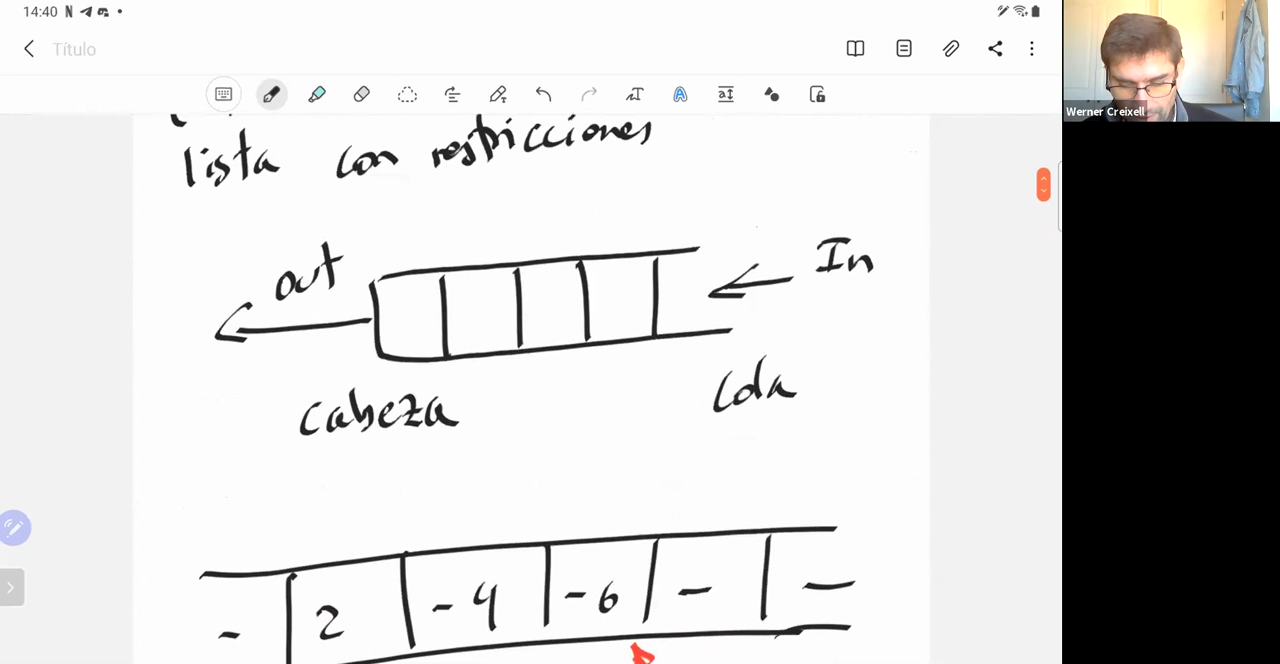 14:40 N
Título
Werner Creixell
lista con restricciones
out
In
cabeza
Cola
- 2 -4 -6 - -